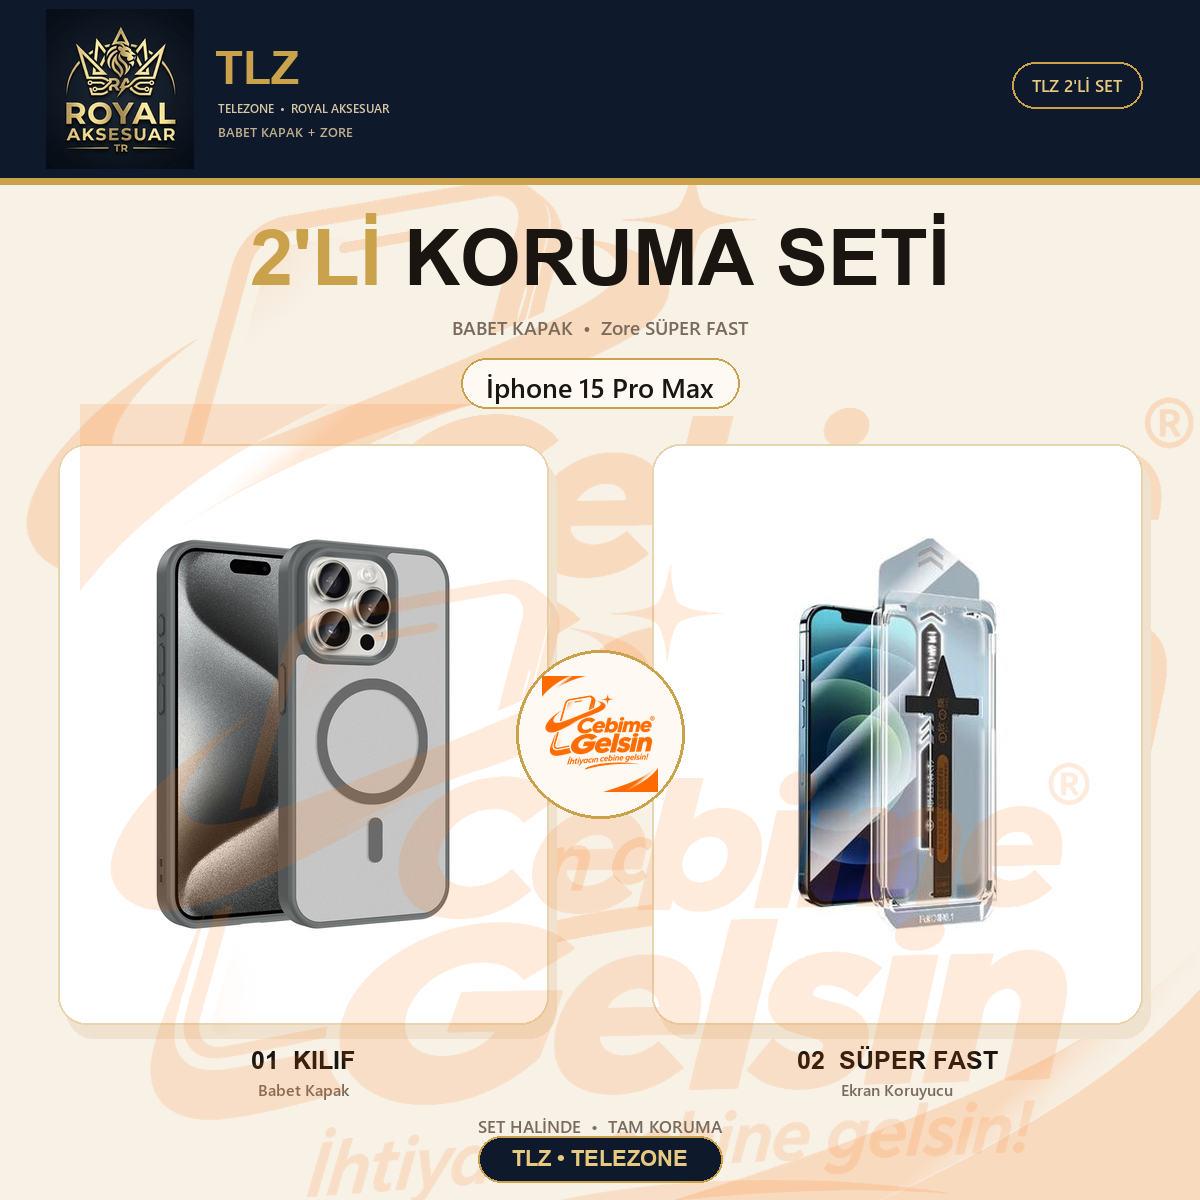 ROYAL
AKSESUAR
TR
TLZ
TELEZONE • ROYAL AKSESUAR
BABET KAPAK + ZORE
TLZ 2'Lİ SET
2'Lİ KORUMA SETİ
BABET KAPAK • Zore SÜPER FAST
İphone 15 Pro Max
Cebime
Gelsin
İhtiyacın cebine gelsin!
®
®
Cebime
Gelsin
01 KILIF
Babet Kapak
02 SÜPER FAST
Ekran Koruyucu
SET HALİNDE • TAM KORUMA
TLZ • TELEZONE